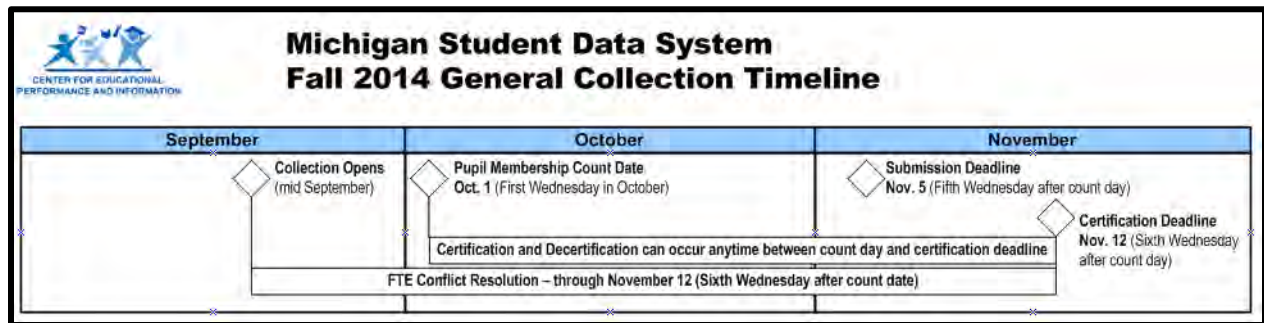 CENTER FOR EDUCATIONAL
PERFORMANCE AND INFORMATION
Michigan Student Data System
Fall 2014 General Collection Timeline
September
October
November
Collection Opens
(mid September)
Pupil Membership Count Date
Oct. 1 (First Wednesday in October)
Submission Deadline
Nov. 5 (Fifth Wednesday after count day)
Certification Deadline
Nov. 12 (Sixth Wednesday
after count day)
Certification and Decertification can occur anytime between count day and certification deadline
FTE Conflict Resolution – through November 12 (Sixth Wednesday after count date)